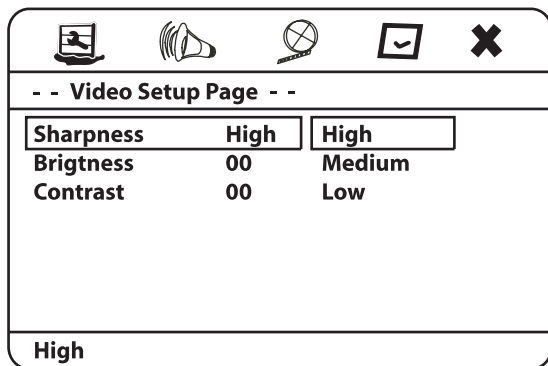 - - Video Setup Page - -
Sharpness High High
Brigtness 00 Medium
Contrast 00 Low
High